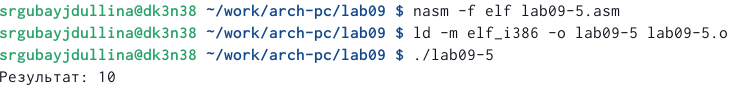 srgubayjdullina@dk3n38 ~/work/arch-pc/lab09 $ nasm -f elf lab09-5.asm
srgubayjdullina@dk3n38 ~/work/arch-pc/lab09 $ ld -m elf_i386 -o lab09-5 lab09-5.o
srgubayjdullina@dk3n38 ~/work/arch-pc/lab09 $ ./lab09-5
Результат: 10